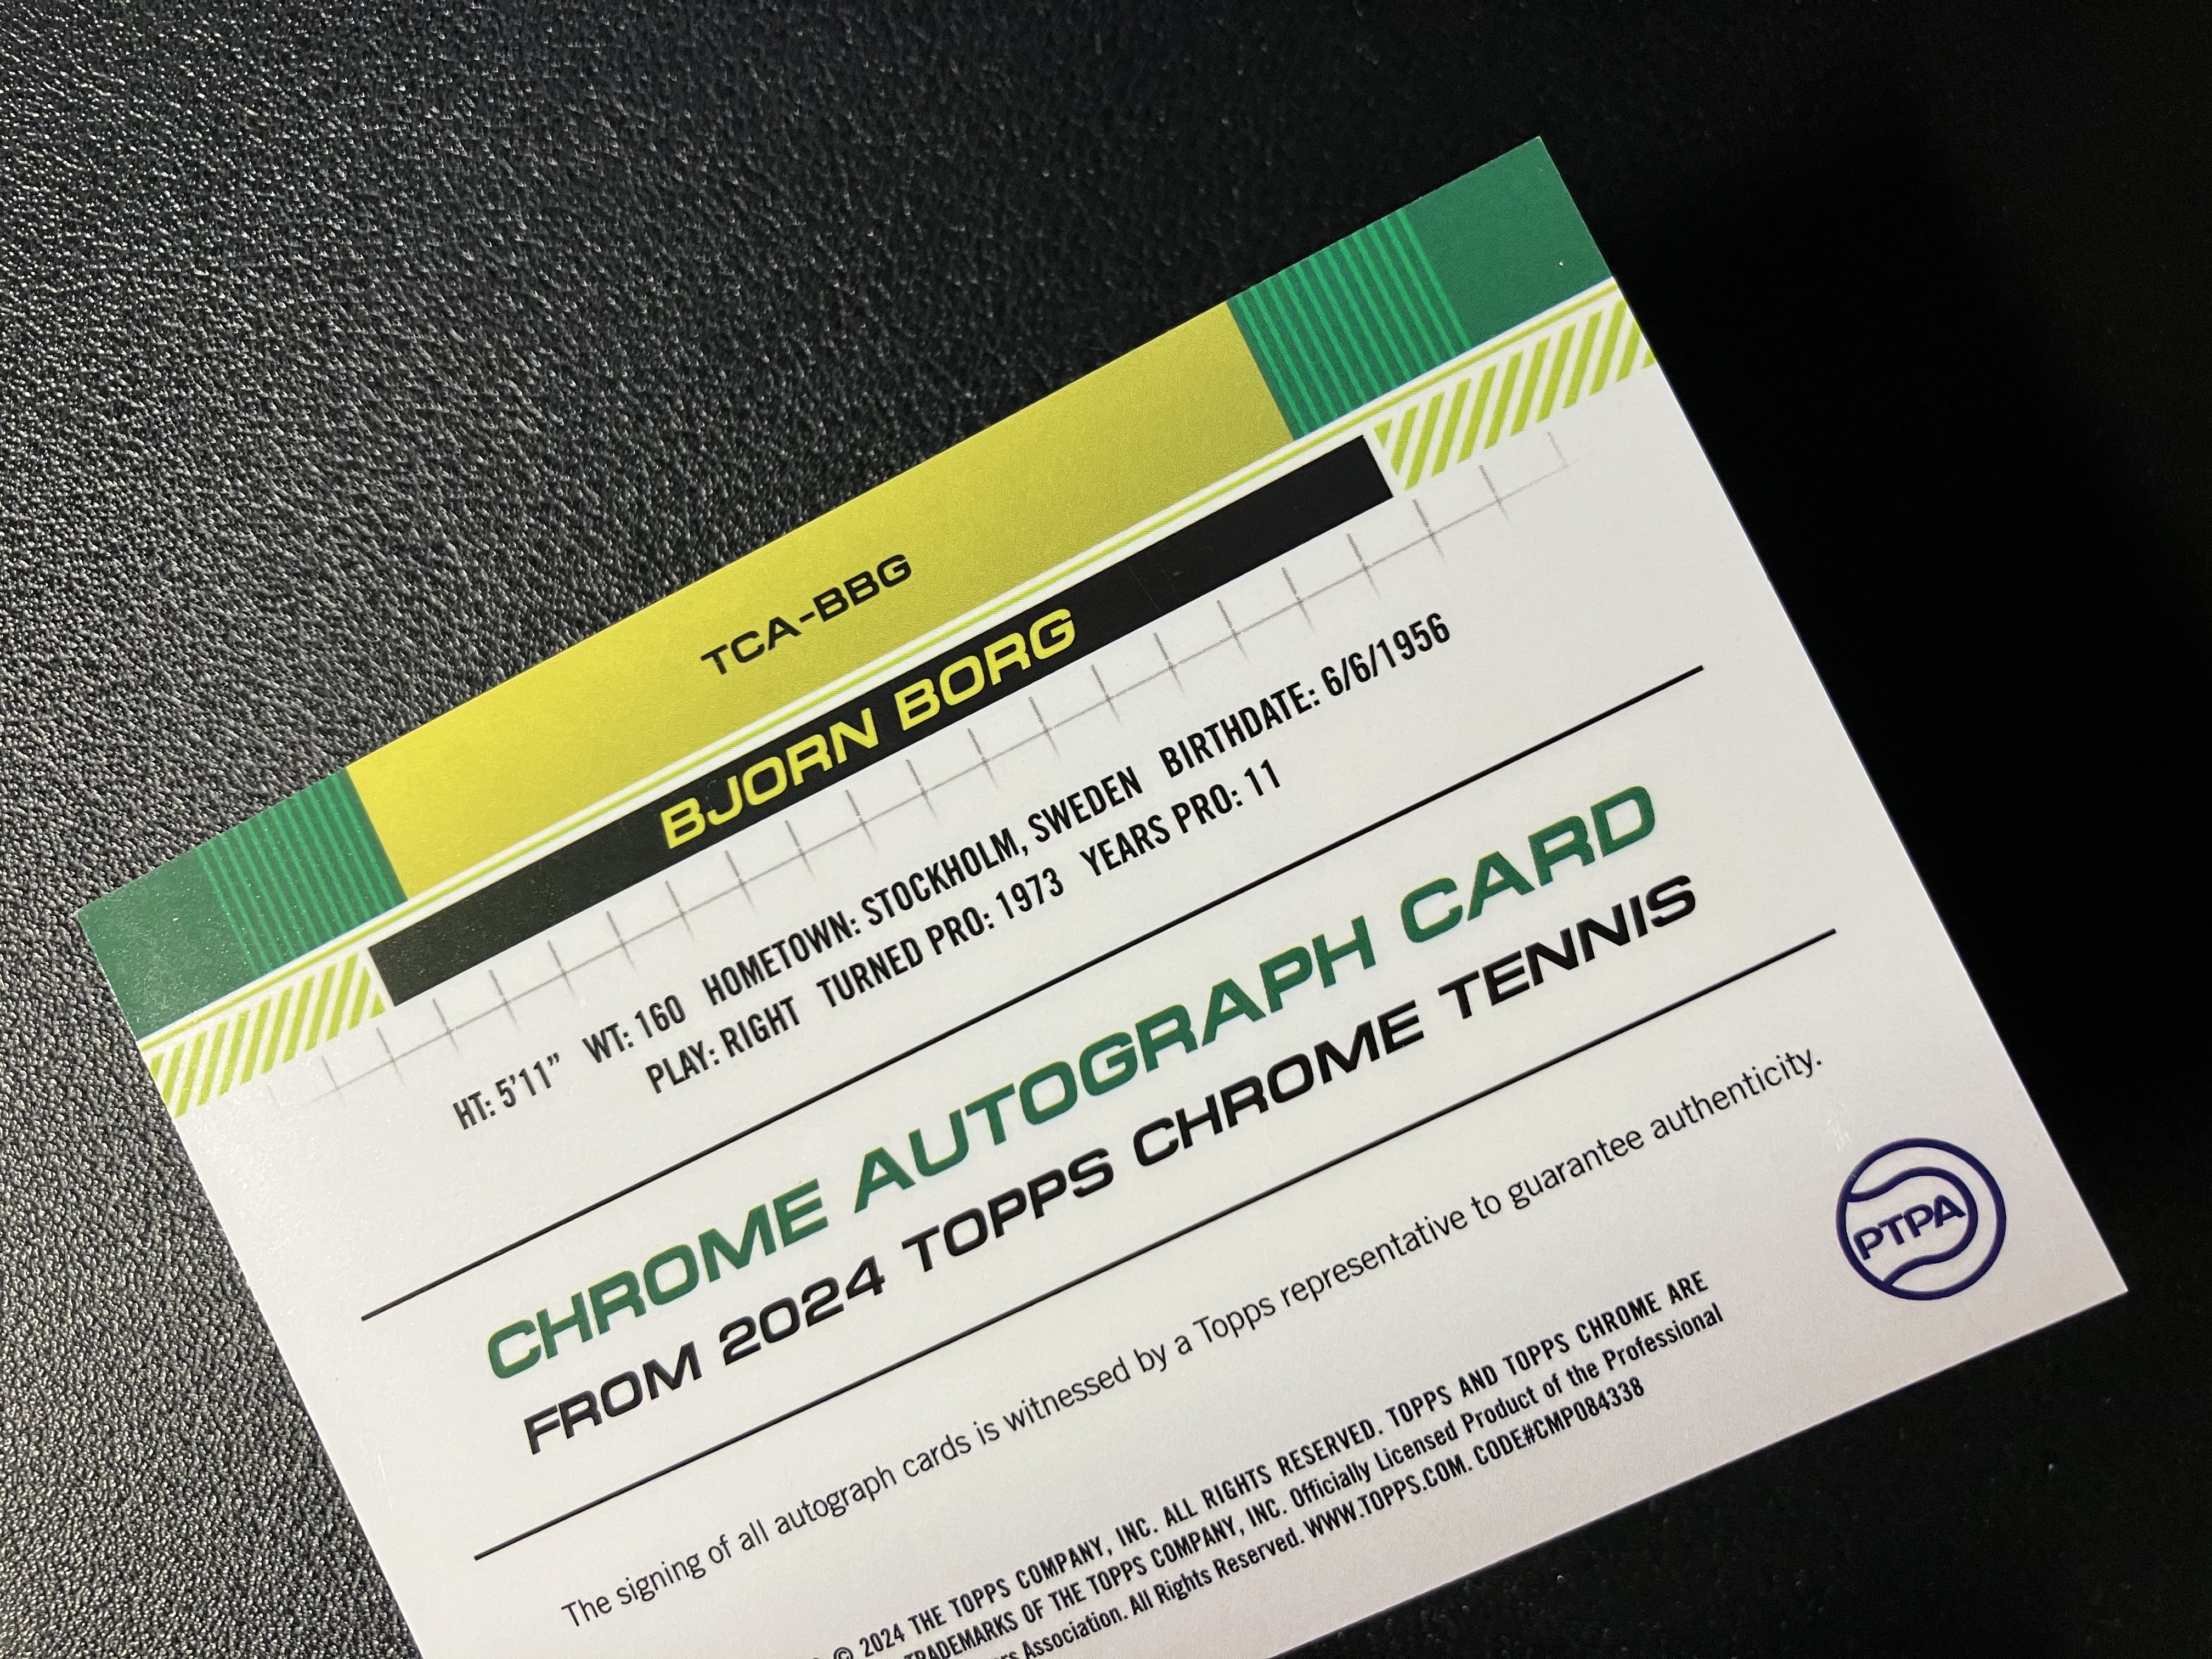 TCA-BBG
BJORN BORG
HT: 5'11" WT: 160 HOMETOWN: STOCKHOLM, SWEDEN BIRTHDATE: 6/6/1956
PLAY: RIGHT TURNED PRO: 1973 YEARS PRO: 11
CHROME AUTOGRAPH CARD
FROM 2024 TOPPS CHROME TENNIS
The signing of all autograph cards is witnessed by a Topps representative to guarantee authenticity.
PTPA
© 2024 THE TOPPS COMPANY, INC. ALL RIGHTS RESERVED. TOPPS AND TOPPS CHROME ARE
TRADEMARKS OF THE TOPPS COMPANY, INC. Officially Licensed Product of the Professional
Association. All Rights Reserved. WWW.TOPPS.COM. CODE#CMP084338